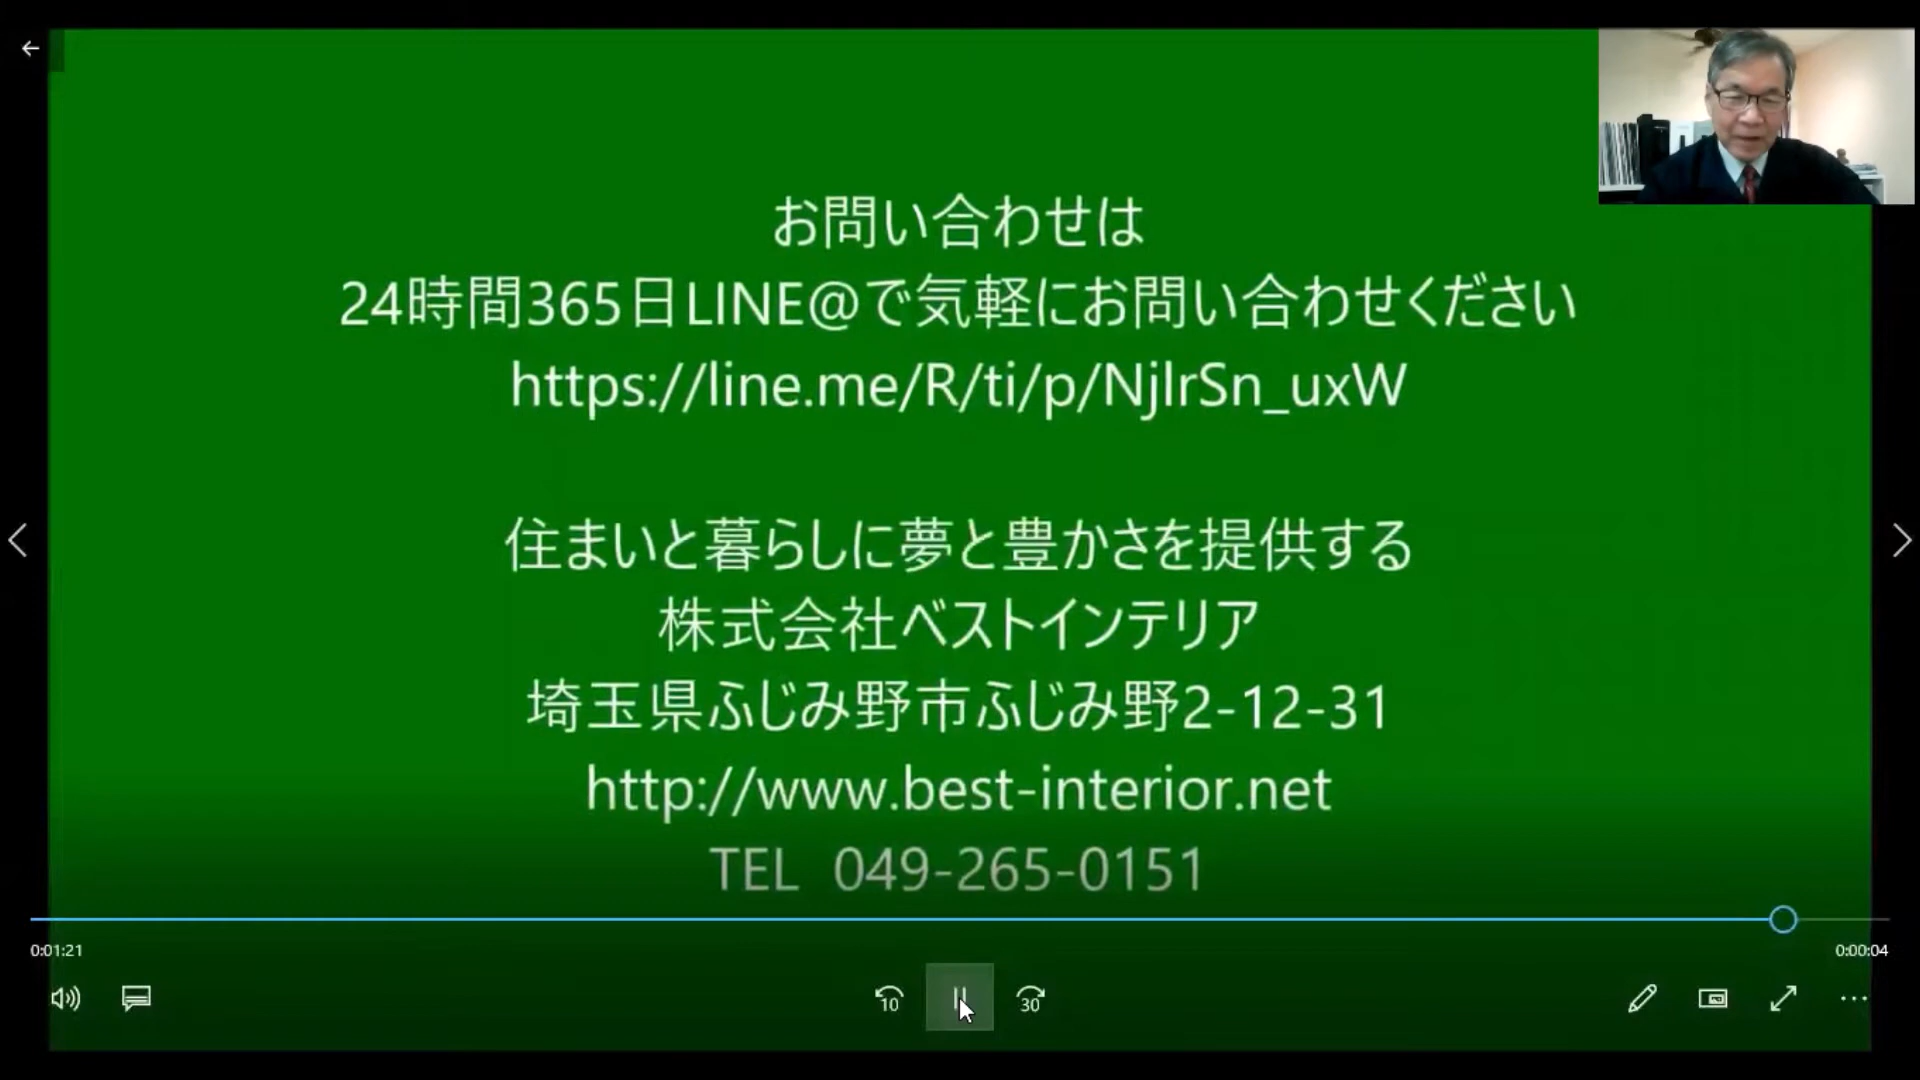 お問い合わせは
24時間365日LINE@で気軽にお問い合わせください
https://line.me/R/ti/p/NjlrSn_uxW
住まいと暮らしに夢と豊かさを提供する
株式会社ベストインテリア
埼玉県ふじみ野市ふじみ野2-12-31
http://www.best-interior.net
TEL 049-265-0151
0:01:21
0:00:04
10
30